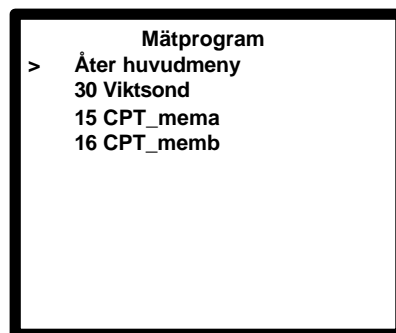 Mätprogram
> Åter huvudmeny
30 Viktsond
15 CPT_mema
16 CPT_memb